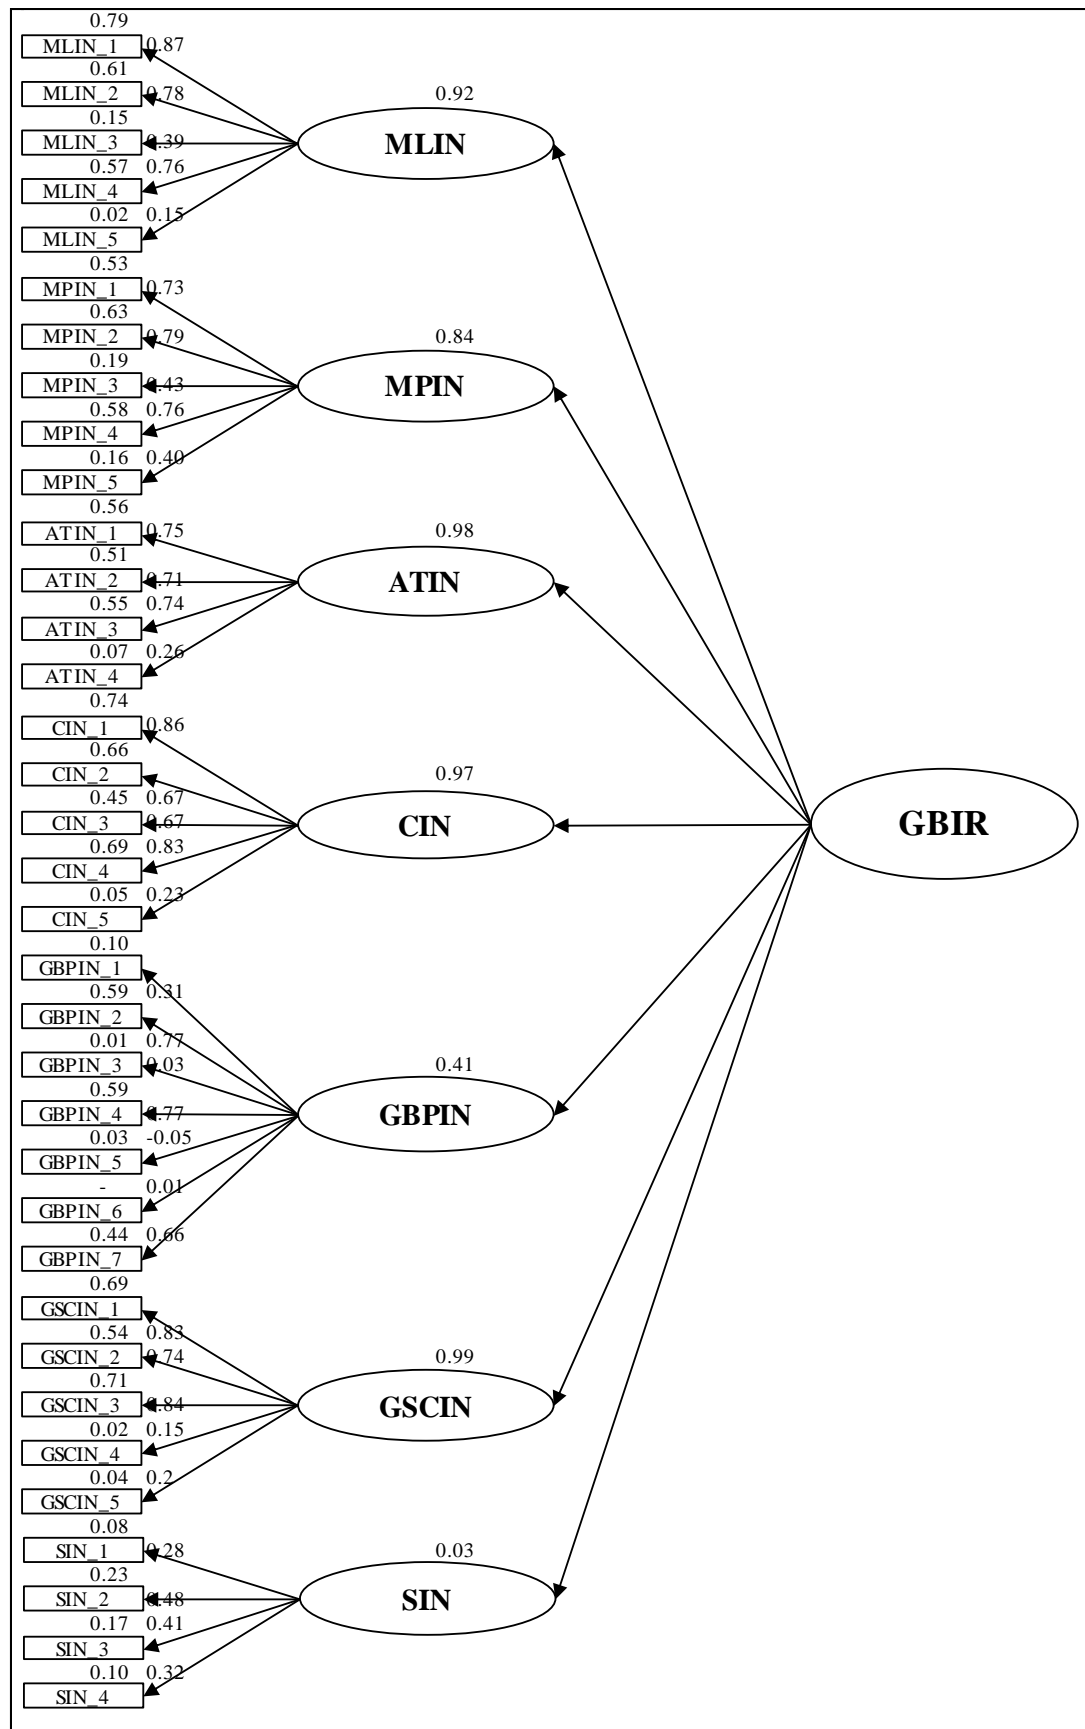 0.79
MLIN_1 0.87
0.61
MLIN_2 0.78
0.92
0.15
MLIN_3 0.39
MLIN
0.57 0.76
MLIN_4
0.02 0.15
MLIN_5
0.53
MPIN_1 0.73
0.63
MPIN_2 0.79
0.84
0.19
MPIN_3 0.43
MPIN
0.58 0.76
MPIN_4
0.16 0.40
MPIN_5
0.56
ATIN_1 0.75
0.98
0.51
ATIN_2 0.71
ATIN
0.55 0.74
ATIN_3
0.07 0.26
ATIN_4
0.74
CIN_1 0.86
0.66
CIN_2
0.97
0.45 0.67
CIN_3 0.67
CIN
GBIR
0.69 0.83
CIN_4
0.05 0.23
CIN_5
0.10
GBPIN_1
0.59 0.31
GBPIN_2
0.01 0.77
GBPIN_3 0.03
0.41
0.59
GBPIN_4 0.77
GBPIN
0.03 -0.05
GBPIN_5
- 0.01
GBPIN_6
0.44 0.66
GBPIN_7
0.69
GSCIN_1
0.54 0.83
GSCIN_2 0.74
0.99
0.71
GSCIN_3 0.84
GSCIN
0.02 0.15
GSCIN_4
0.04 0.2
GSCIN_5
0.08
SIN_1 0.28
0.03
0.23
SIN_2 0.48
SIN
0.17 0.41
SIN_3
0.10 0.32
SIN_4